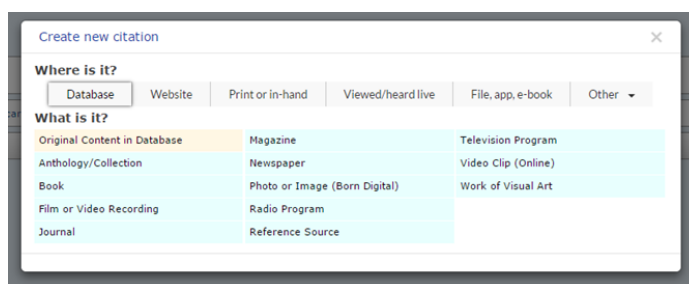 Create new citation ×
Where is it?
Database Website Print or in-hand Viewed/heard live File, app, e-book Other
What is it?
Original Content in Database Magazine Television Program
Anthology/Collection Newspaper Video Clip (Online)
Book Photo or Image (Born Digital) Work of Visual Art
Film or Video Recording Radio Program
Journal Reference Source